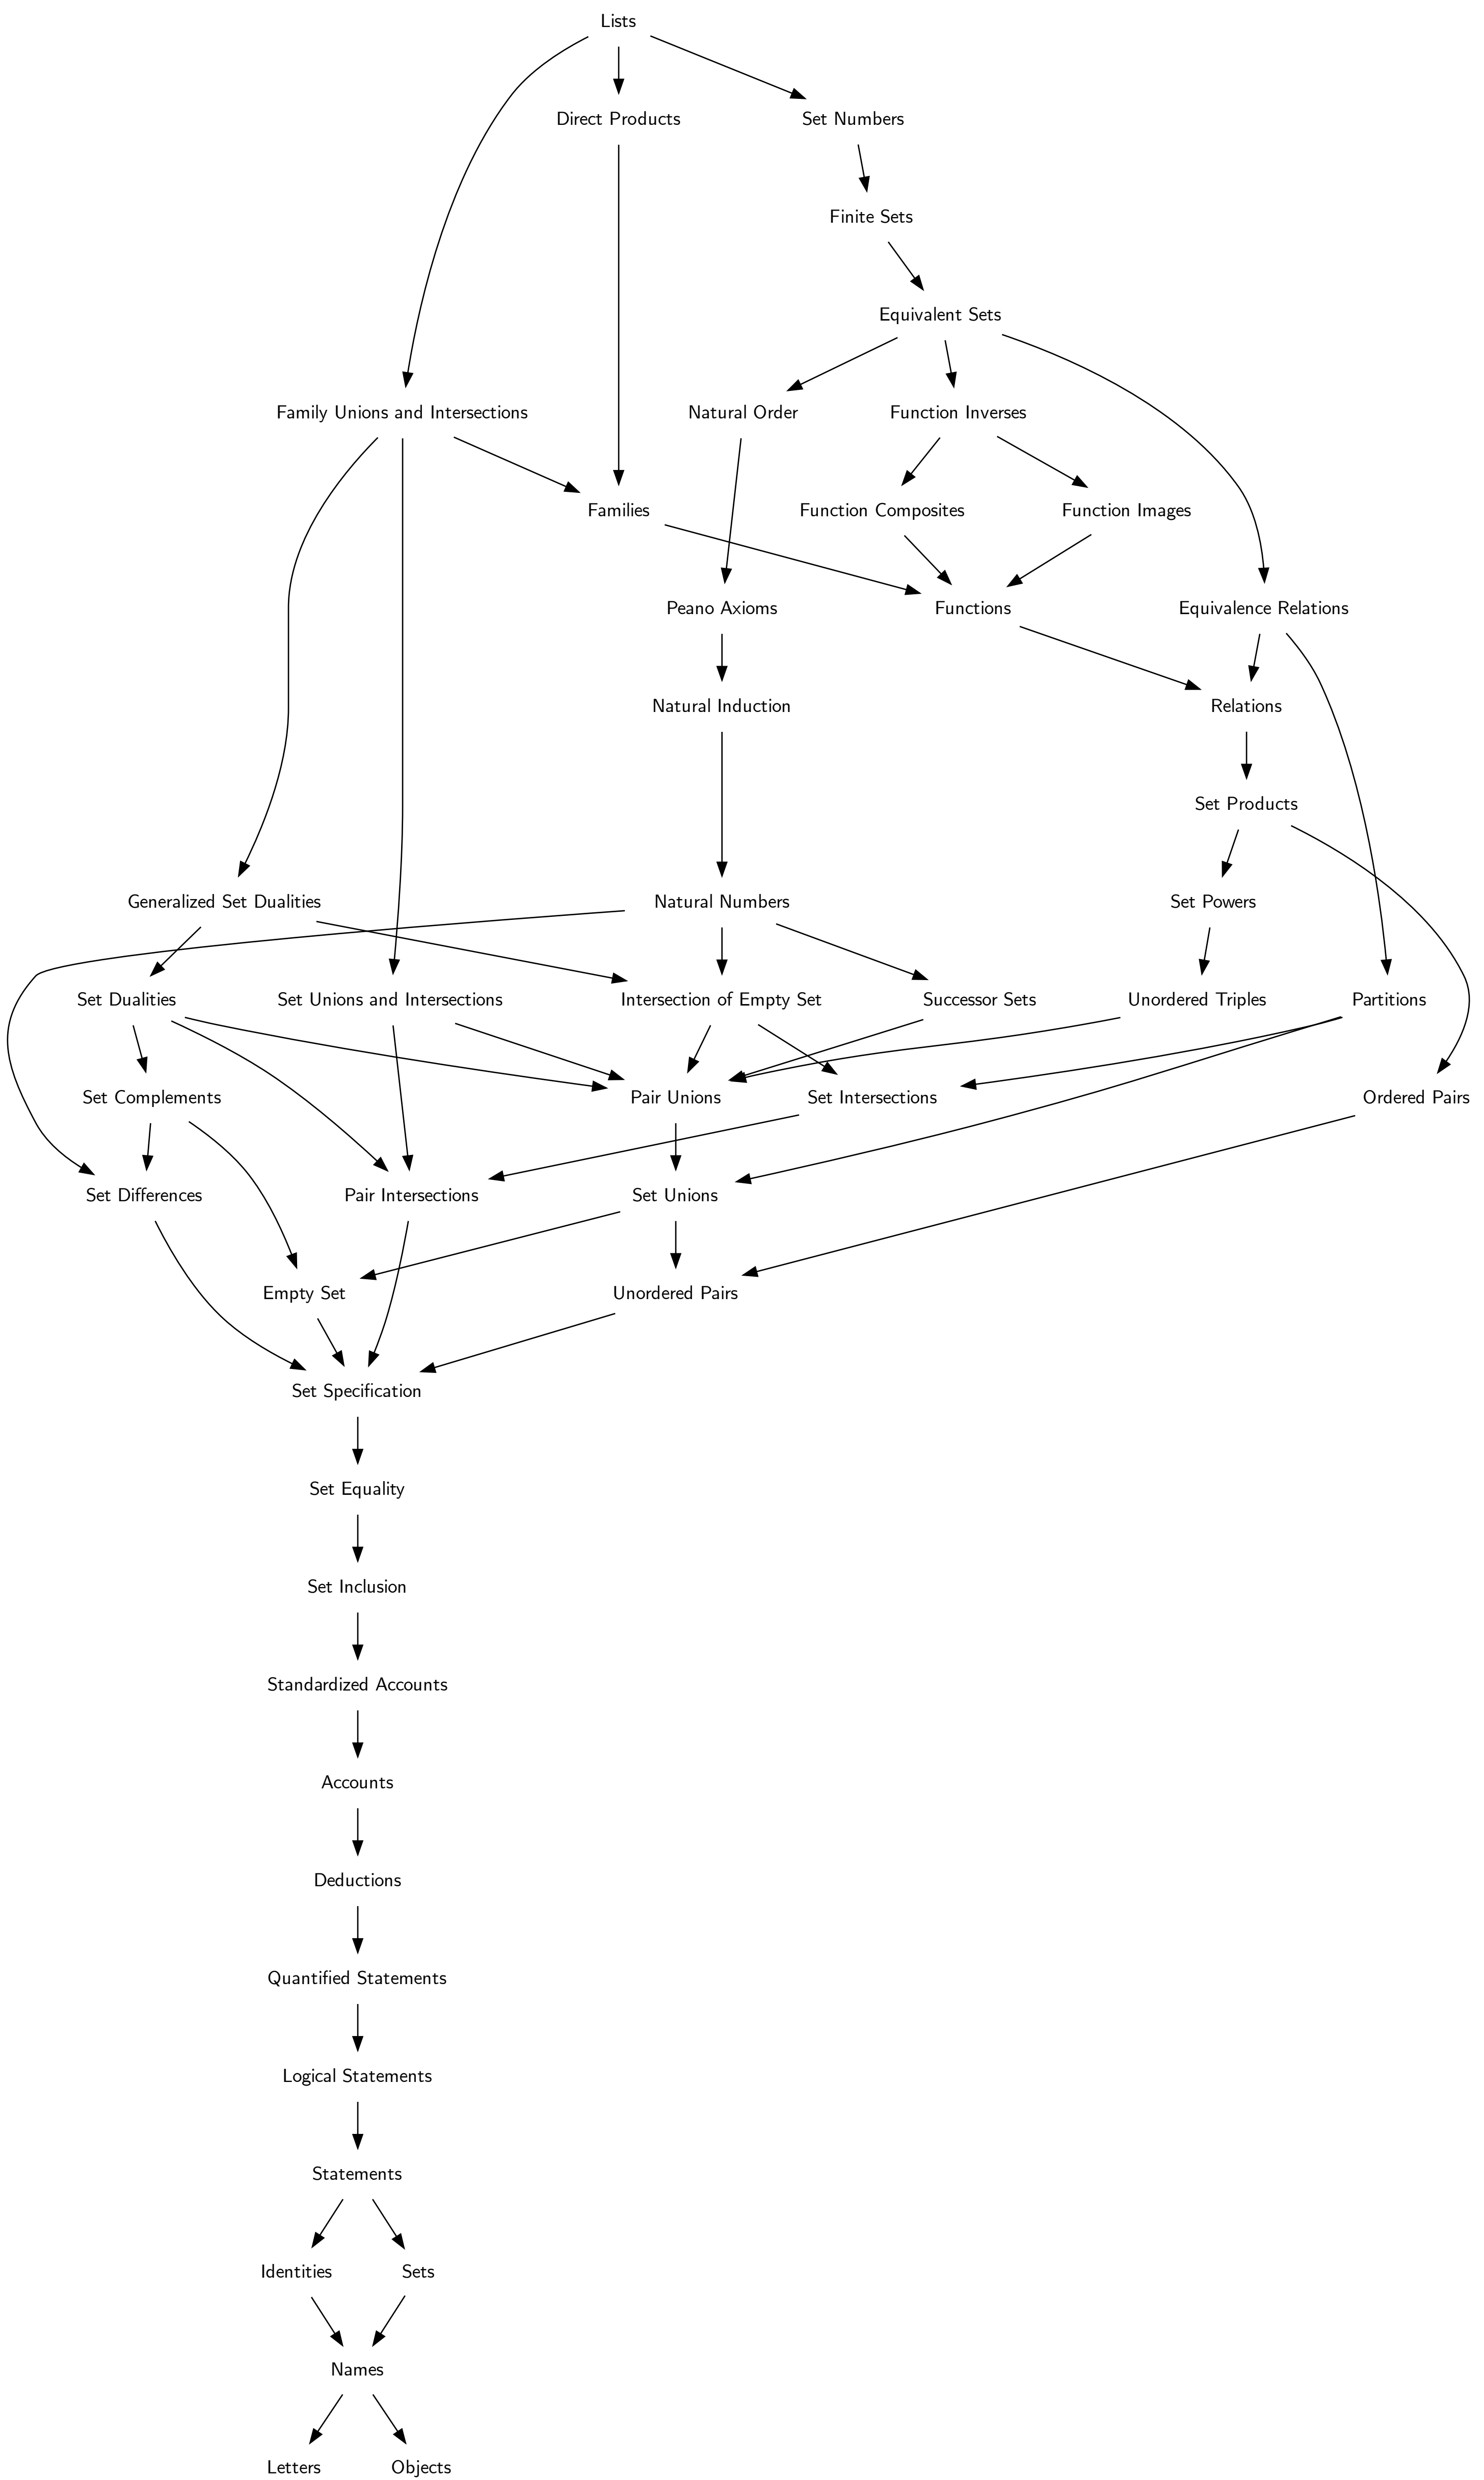 Lists
Direct Products
Set Numbers
Finite Sets
Equivalent Sets
Family Unions and Intersections
Natural Order
Function Inverses
Families
Function Composites
Function Images
Peano Axioms
Functions
Equivalence Relations
Natural Induction
Relations
Set Products
Generalized Set Dualities
Natural Numbers
Set Powers
Set Dualities
Set Unions and Intersections
Intersection of Empty Set
Successor Sets
Unordered Triples
Partitions
Set Complements
Pair Unions
Set Intersections
Ordered Pairs
Set Differences
Pair Intersections
Set Unions
Empty Set
Unordered Pairs
Set Specification
Set Equality
Set Inclusion
Standardized Accounts
Accounts
Deductions
Quantified Statements
Logical Statements
Statements
Identities
Sets
Names
Letters
Objects